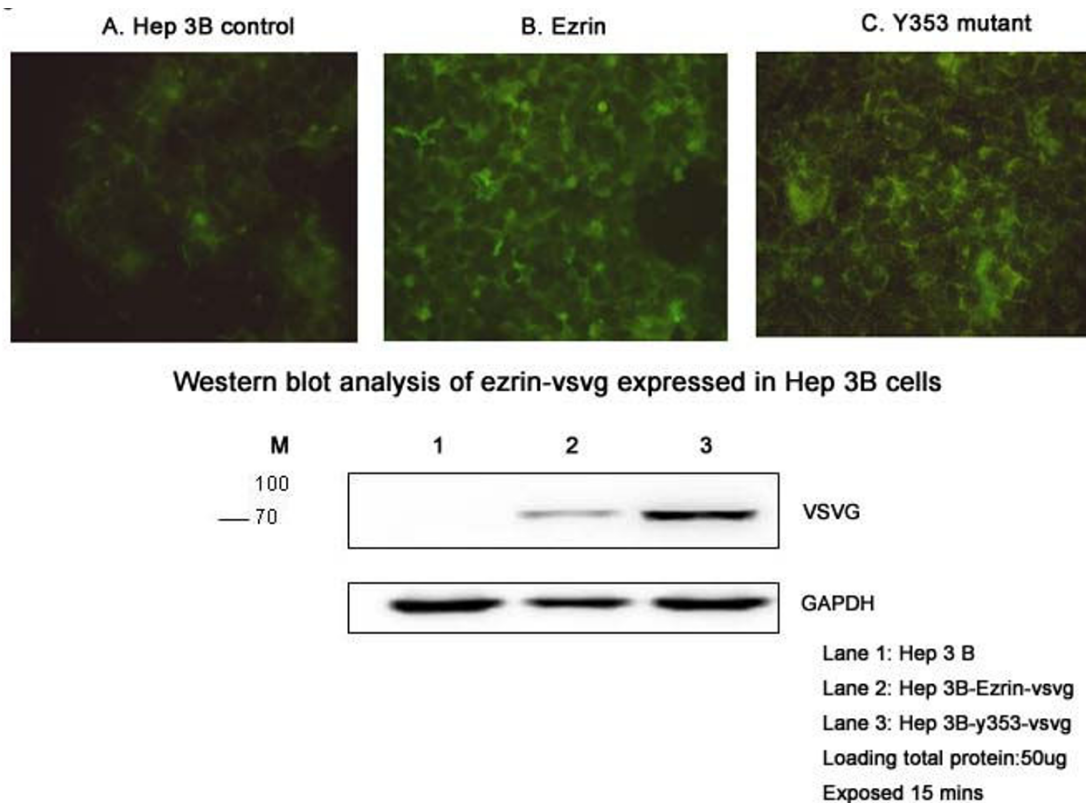 A. Hep 3B control
B. Ezrin
C. Y353 mutant
Western blot analysis of ezrin-vsvg expressed in Hep 3B cells
M 1 2 3
100
70
VSVG
GAPDH
Lane 1: Hep 3 B
Lane 2: Hep 3B-Ezrin-vsvg
Lane 3: Hep 3B-y353-vsvg
Loading total protein:50ug
Exposed 15 mins